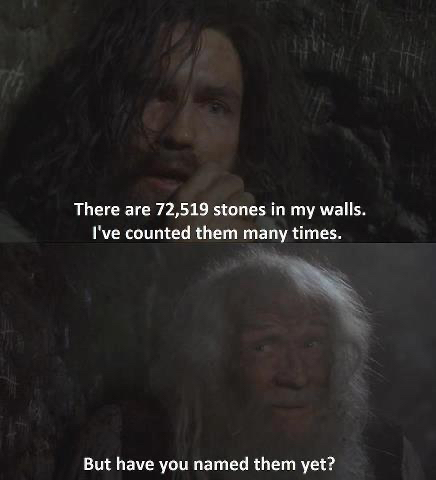 There are 72,519 stones in my walls.
I've counted them many times.
But have you named them yet?